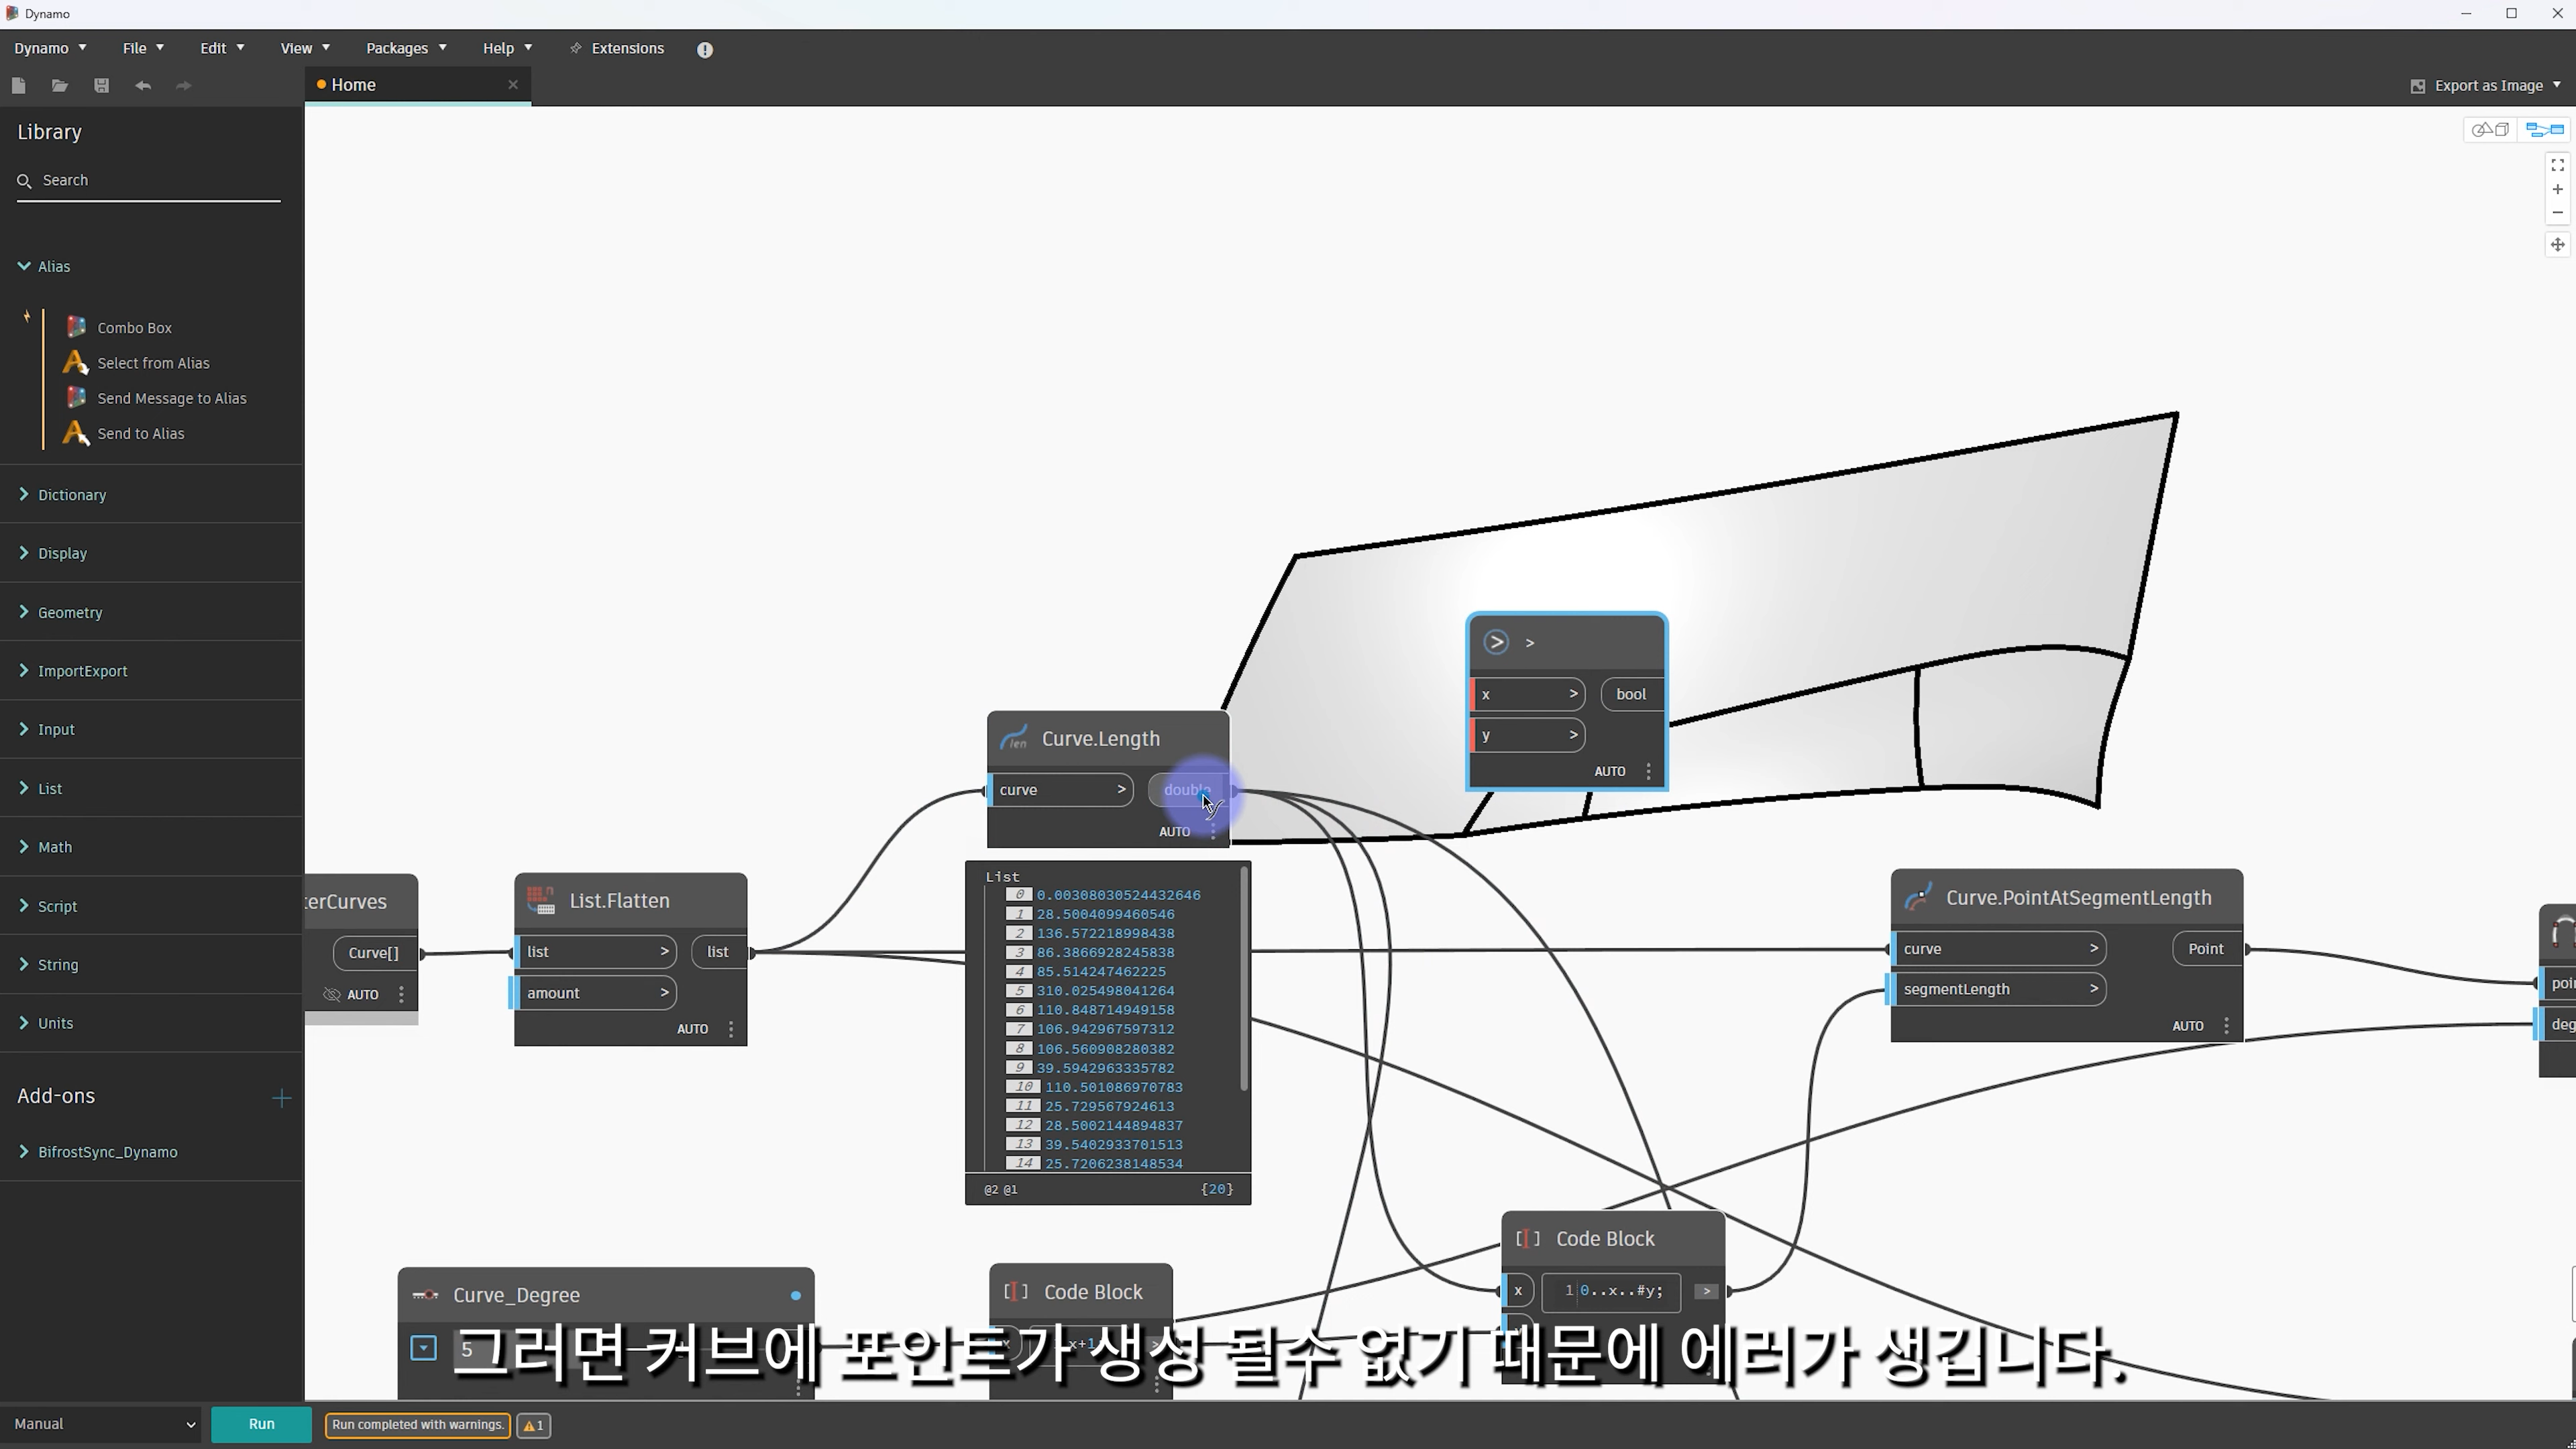 Dynamo
Dynamo File Edit View Packages Help Extensions
Home
Export as Image
Library
Search
Alias
Combo Box
Select from Alias
Send Message to Alias
Send to Alias
Dictionary
Display
Geometry
ImportExport
Input
List
Math
Script
String
Units
Add-ons
BifrostSync_Dynamo
>
x >
bool
y >
AUTO
Curve.Length
curve >
double
AUTO
List
0 0.00308030524432646
1 28.5004099460546
2 136.572218998438
3 86.3866928245838
4 85.514247462225
5 310.025498041264
6 110.848714949158
7 106.942967597312
8 106.560908280382
9 39.5942963335782
10 110.501086970783
11 25.729567924613
12 28.5002144894837
13 39.5402933701513
14 25.7206238148534
@2 @1 {20}
terCurves
Curve[]
AUTO
List.Flatten
list >
list
amount >
AUTO
Curve.PointAtSegmentLength
curve >
Point
segmentLength >
AUTO
poin
deg
Code Block
x
1 0..x..#y; >
Curve_Degree
5
Code Block
x+1
그러면 커브에 포인트가 생성 될수 없기 때문에 에러가 생깁니다.
Manual
Run
Run completed with warnings.
1